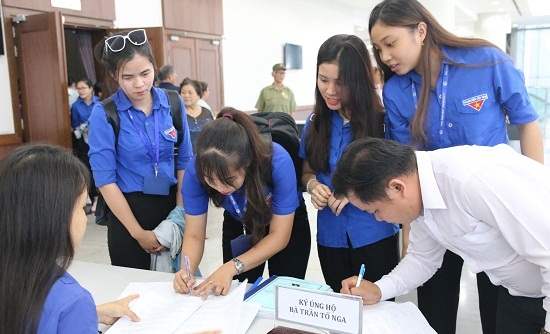 KÝ ỦNG HỘ
BÀ TRẦN TỐ NGA